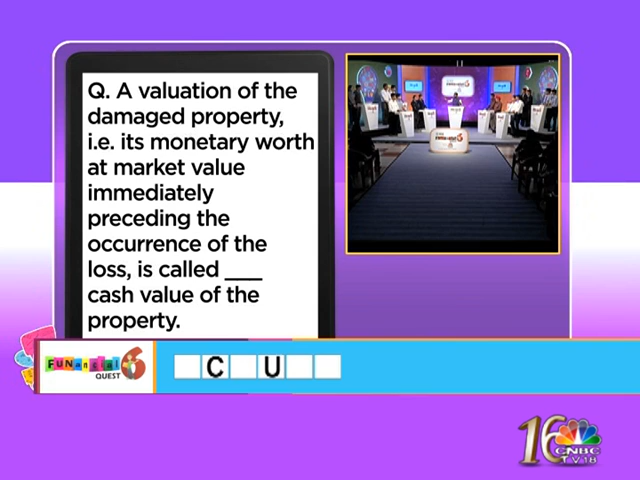 Q. A valuation of the
damaged property,
i.e. its monetary worth
at market value
immediately
preceding the
occurrence of the
loss, is called ___
cash value of the
property.
FUNancial 6
QUEST
C U
16
CNBC
TV18